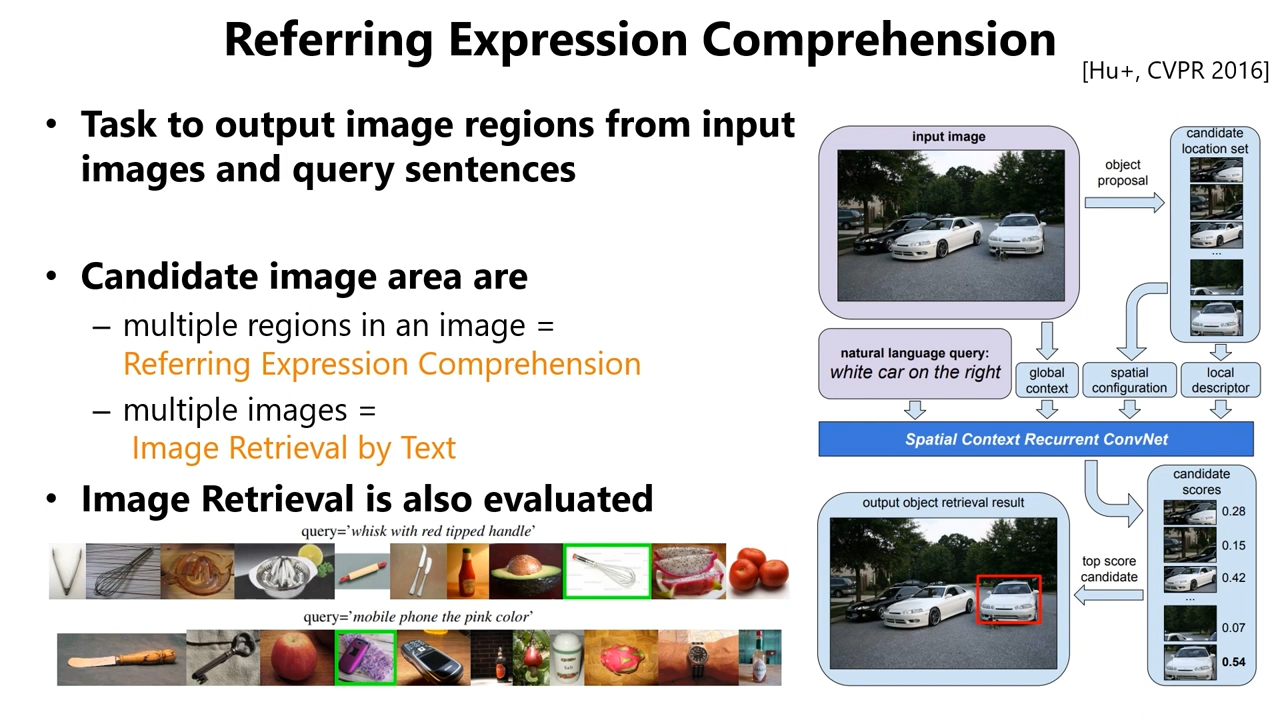 Referring Expression Comprehension
[Hu+, CVPR 2016]
• Task to output image regions from input
images and query sentences
• Candidate image area are
– multiple regions in an image =
Referring Expression Comprehension
– multiple images =
Image Retrieval by Text
• Image Retrieval is also evaluated
query='whisk with red tipped handle'
query='mobile phone the pink color'
input image
object
proposal
candidate
location set
...
natural language query:
white car on the right
global
context
spatial
configuration
local
descriptor
Spatial Context Recurrent ConvNet
output object retrieval result
top score
candidate
candidate
scores
0.28
0.15
0.42
...
0.07
0.54